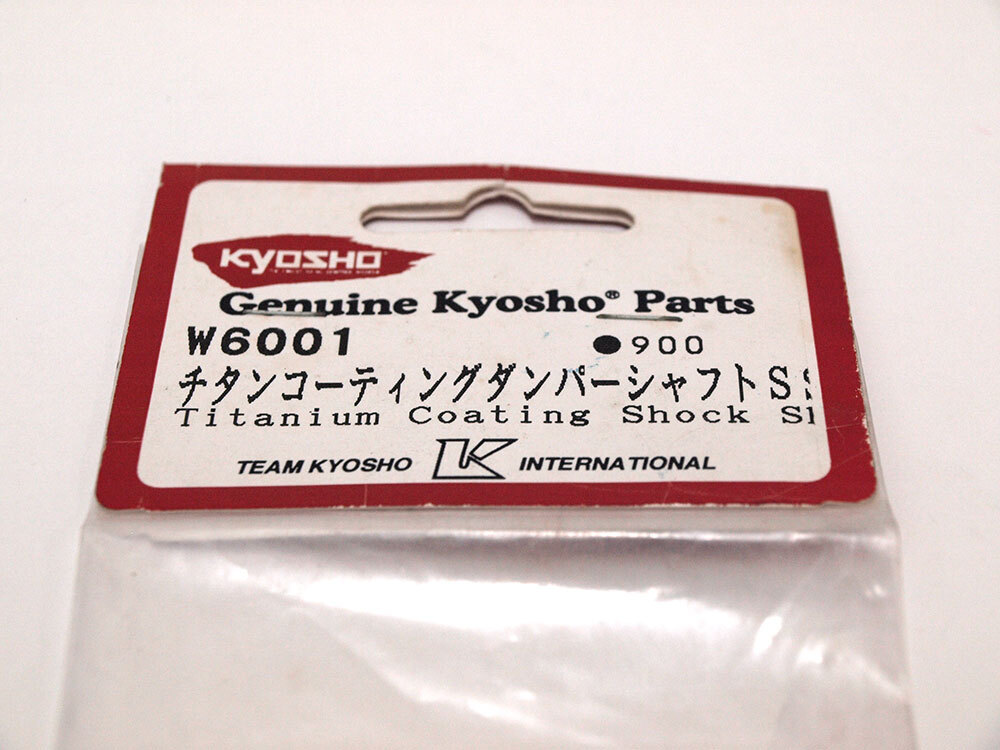 KYOSHO
Genuine Kyosho® Parts
W6001 ●900
チタンコーティングダンパーシャフトS
Titanium Coating Shock
TEAM KYOSHO K INTERNATIONAL